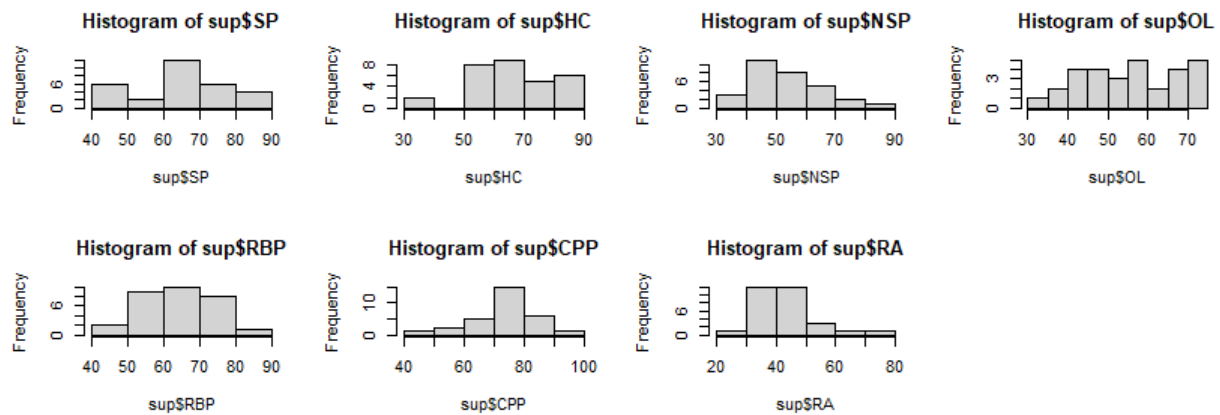 Histogram of sup$SP
Frequency
0 6
40 50 60 70 80 90
sup$SP
Histogram of sup$HC
Frequency
0 4 8
30 50 70 90
sup$HC
Histogram of sup$NSP
Frequency
0 6
30 50 70 90
sup$NSP
Histogram of sup$OL
Frequency
0 3
30 40 50 60 70
sup$OL
Histogram of sup$RBP
Frequency
0 6
40 50 60 70 80 90
sup$RBP
Histogram of sup$CPP
Frequency
0 10
40 60 80 100
sup$CPP
Histogram of sup$RA
Frequency
0 6
20 40 60 80
sup$RA